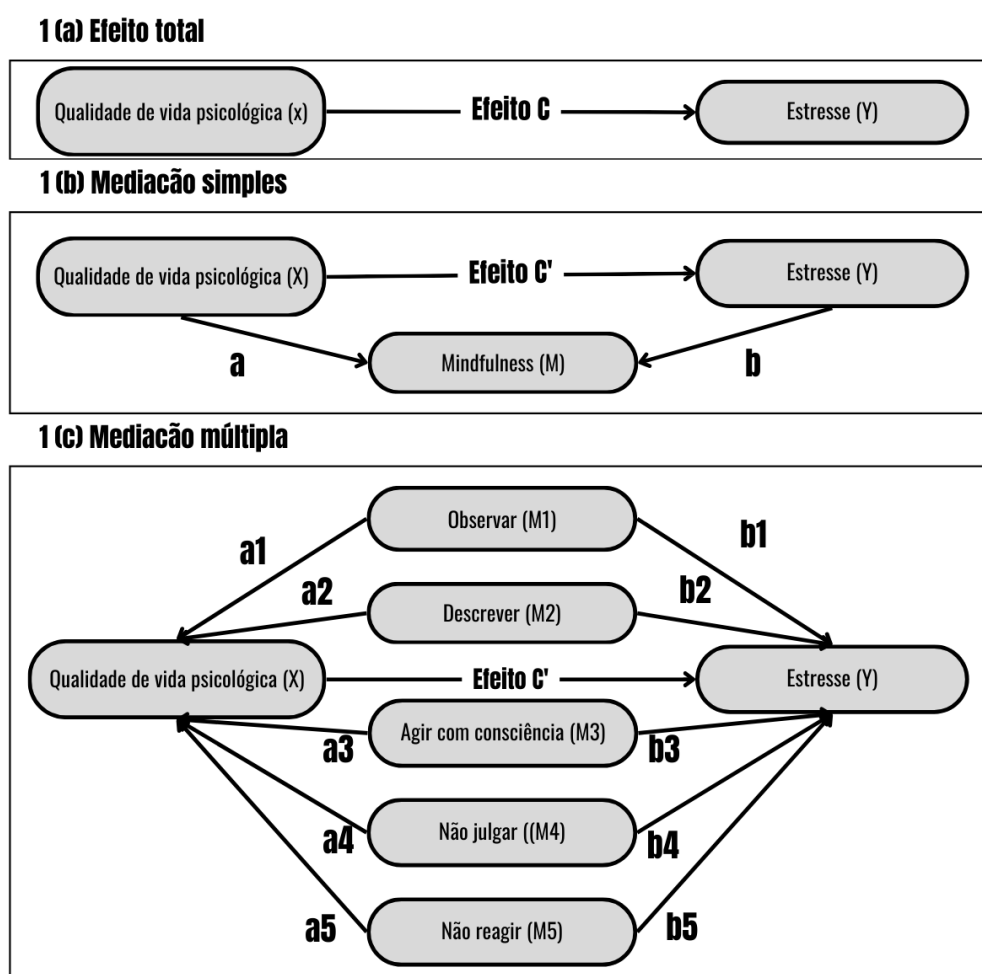 1 (a) Efeito total
Qualidade de vida psicológica (x)
Efeito C
Estresse (Y)
1 (b) Mediacão simples
Qualidade de vida psicológica (X)
Efeito C'
Estresse (Y)
a
Mindfulness (M)
b
1 (c) Mediacão múltipla
Observar (M1)
a1
b1
a2
Descrever (M2)
b2
Qualidade de vida psicológica (X)
Efeito C'
Estresse (Y)
a3
Agir com consciência (M3)
b3
a4
Não julgar ((M4)
b4
a5
Não reagir (M5)
b5